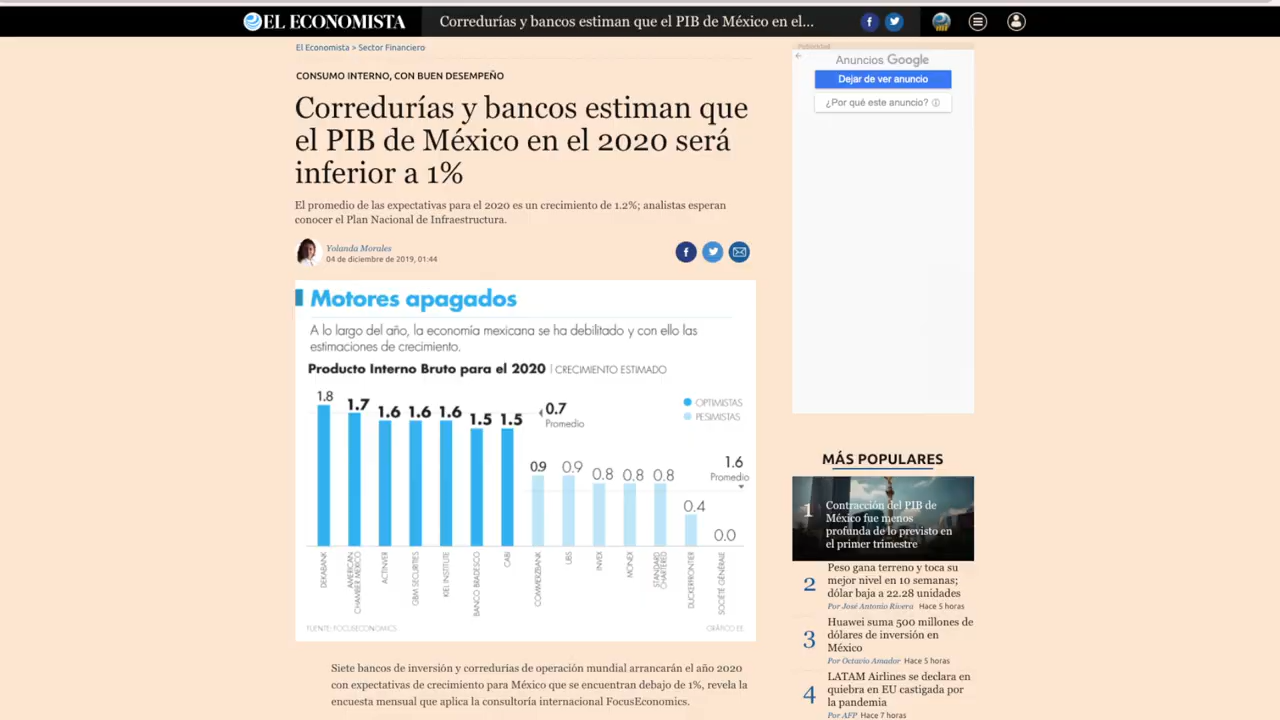 EL ECONOMISTA
Corredurías y bancos estiman que el PIB de México en el...
El Economista > Sector Financiero
CONSUMO INTERNO, CON BUEN DESEMPEÑO
Corredurías y bancos estiman que
el PIB de México en el 2020 será
inferior a 1%
El promedio de las expectativas para el 2020 es un crecimiento de 1.2%; analistas esperan
conocer el Plan Nacional de Infraestructura.
Yolanda Morales
04 de diciembre de 2019, 01:44
Motores apagados
A lo largo del año, la economía mexicana se ha debilitado y con ello las
estimaciones de crecimiento.
Producto Interno Bruto para el 2020 | CRECIMIENTO ESTIMADO
OPTIMISTAS
PESIMISTAS
1.8
1.7
1.6
1.6
1.6
1.5
1.5
0.7
Promedio
0.9
0.9
0.8
0.8
0.8
0.4
0.0
1.6
Promedio
DEKABANK
AMERICAN
CHAMBER MEXICO
ACTINVER
GBM SECURITIES
KIEL INSTITUTE
BANCO BRADESCO
CABI
COMMERZBANK
UBS
INVEX
MONEX
STANDARD
CHARTERED
DUCKERFRONTIER
SOCIÉTÉ GÉNÉRALE
FUENTE: FOCUSECONOMICS
GRÁFICO EE
Siete bancos de inversión y corredurías de operación mundial arrancarán el año 2020
con expectativas de crecimiento para México que se encuentran debajo de 1%, revela la
encuesta mensual que aplica la consultoría internacional FocusEconomics.
Publicidad
Anuncios Google
Dejar de ver anuncio
¿Por qué este anuncio?
MÁS POPULARES
1
Contracción del PIB de
México fue menos
profunda de lo previsto en
el primer trimestre
2
Peso gana terreno y toca su
mejor nivel en 10 semanas;
dólar baja a 22.28 unidades
Por José Antonio Rivera Hace 5 horas
3
Huawei suma 500 millones de
dólares de inversión en
México
Por Octavio Amador Hace 5 horas
4
LATAM Airlines se declara en
quiebra en EU castigada por
la pandemia
Por AFP Hace 7 horas